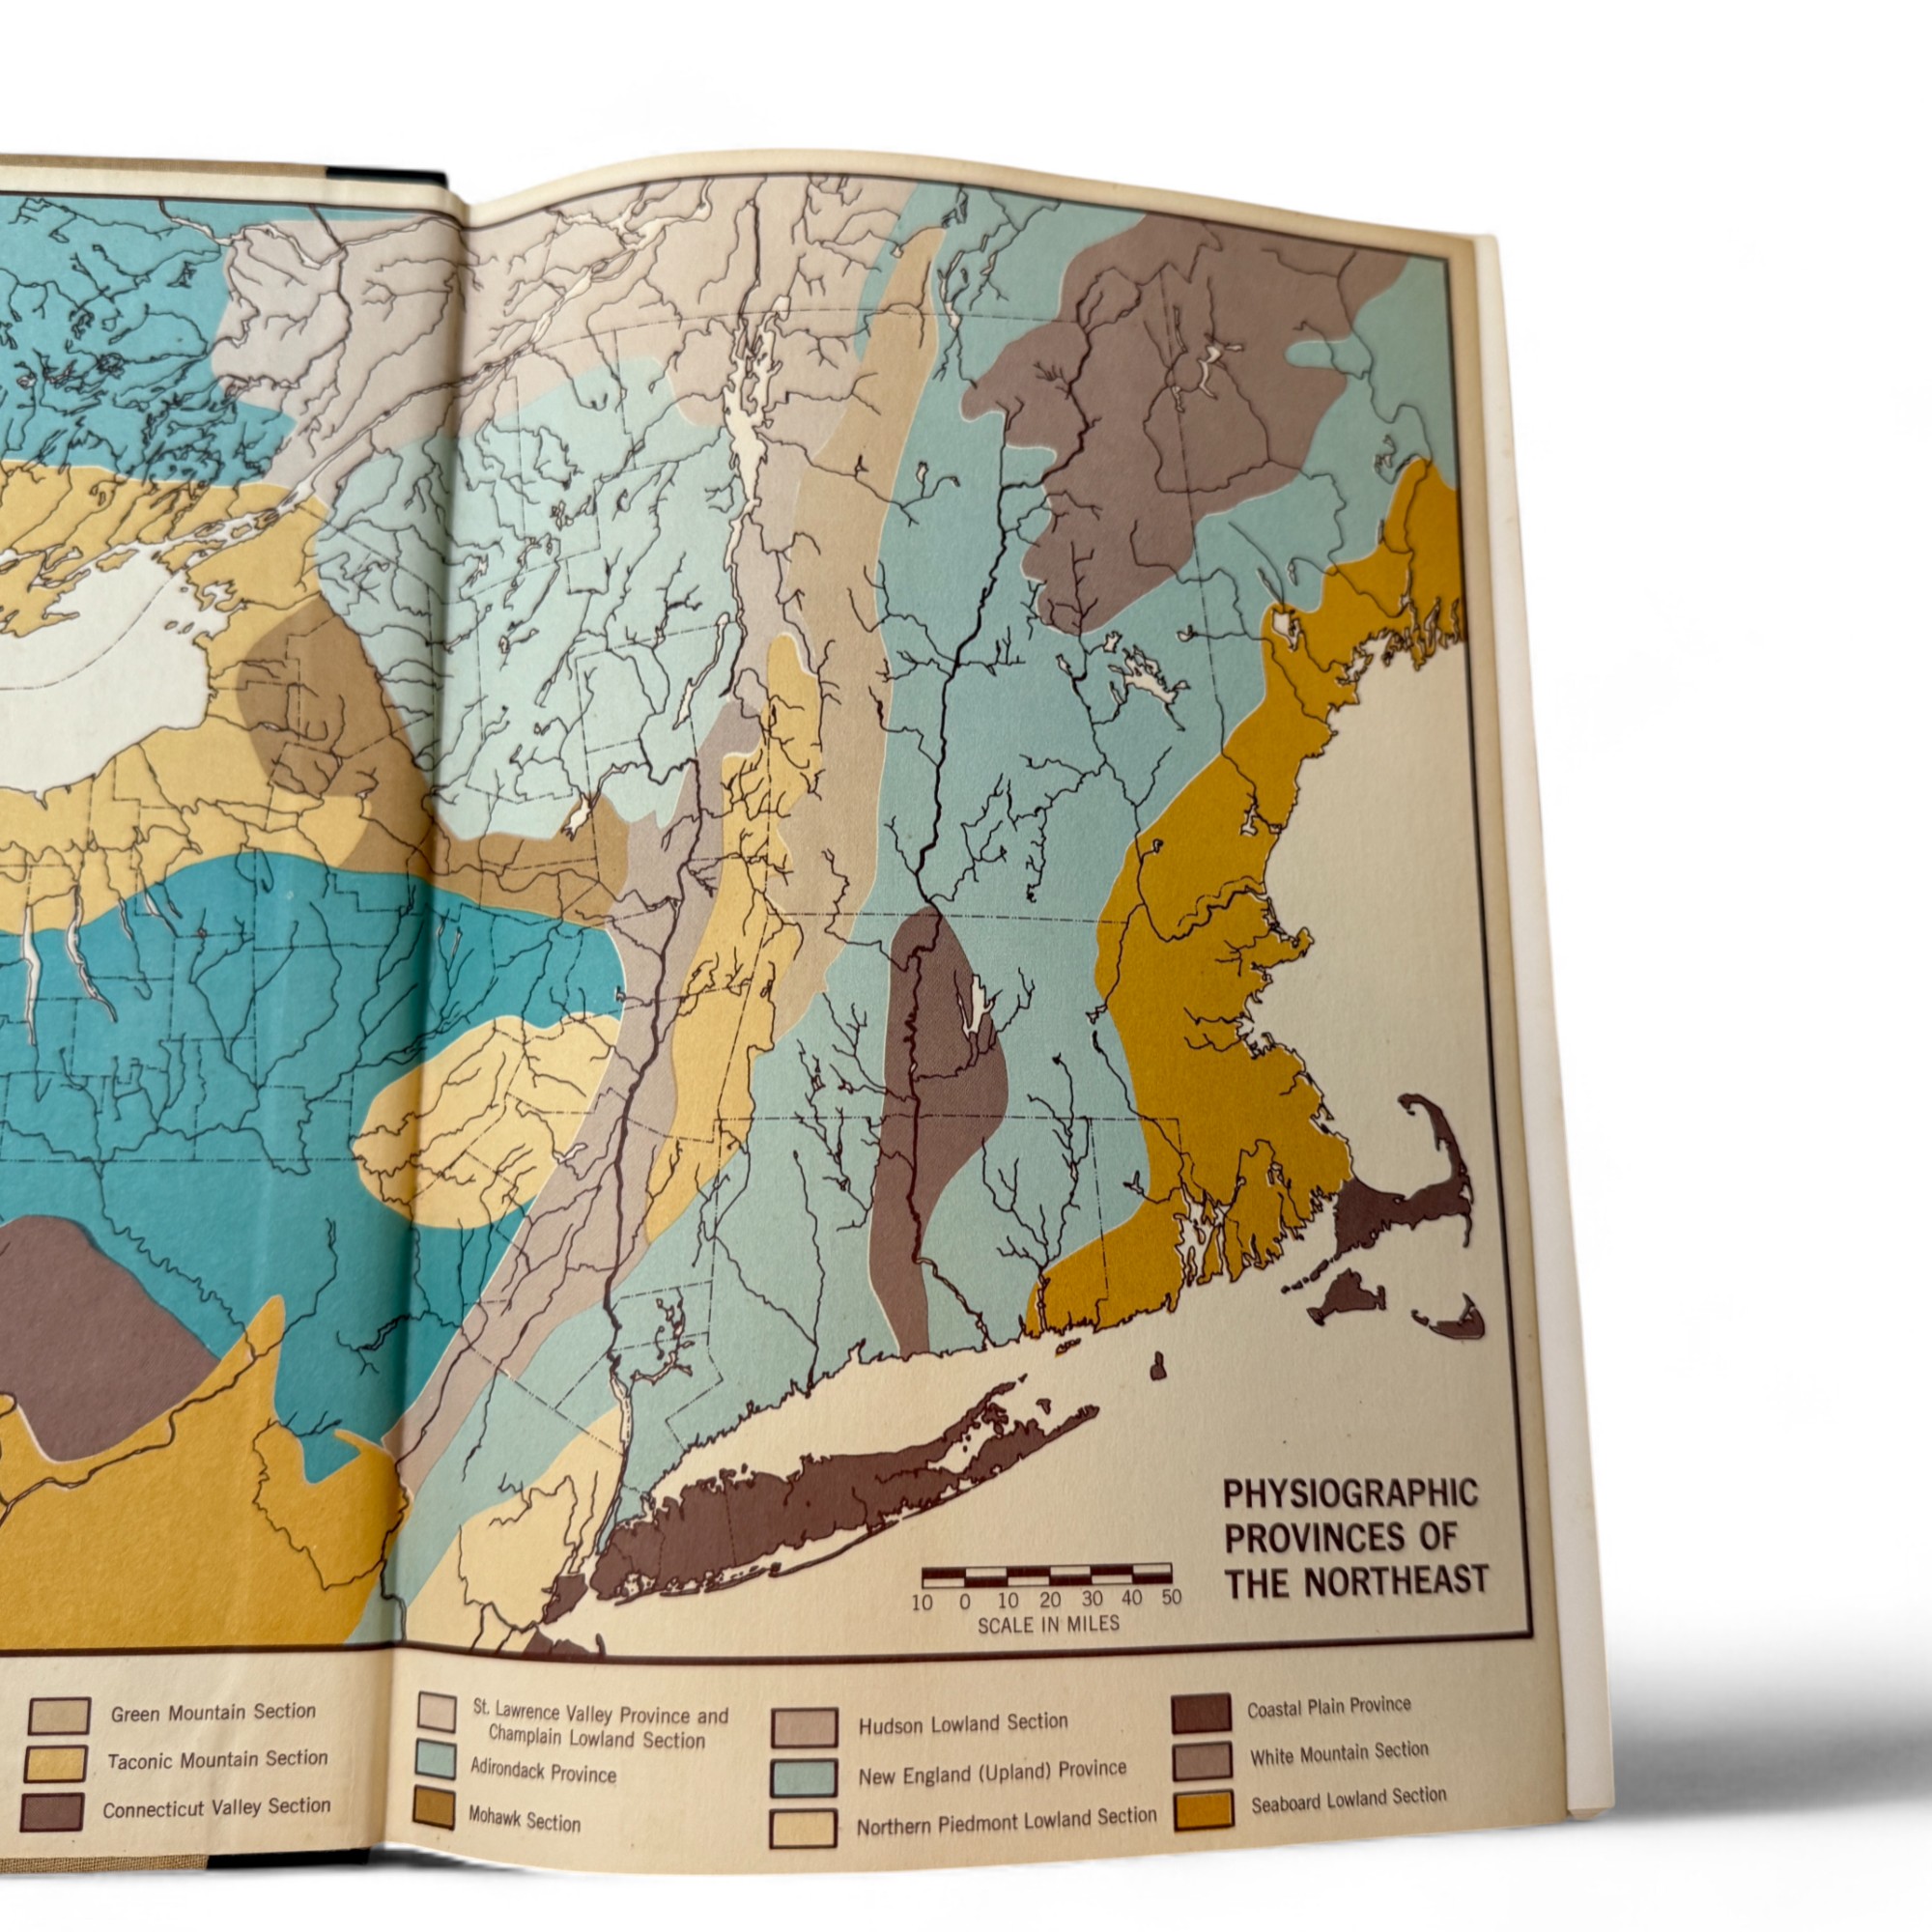 PHYSIOGRAPHIC
PROVINCES OF
THE NORTHEAST
10 0 10 20 30 40 50
SCALE IN MILES
Green Mountain Section
Taconic Mountain Section
Connecticut Valley Section
St. Lawrence Valley Province and
Champlain Lowland Section
Adirondack Province
Mohawk Section
Hudson Lowland Section
New England (Upland) Province
Northern Piedmont Lowland Section
Coastal Plain Province
White Mountain Section
Seaboard Lowland Section